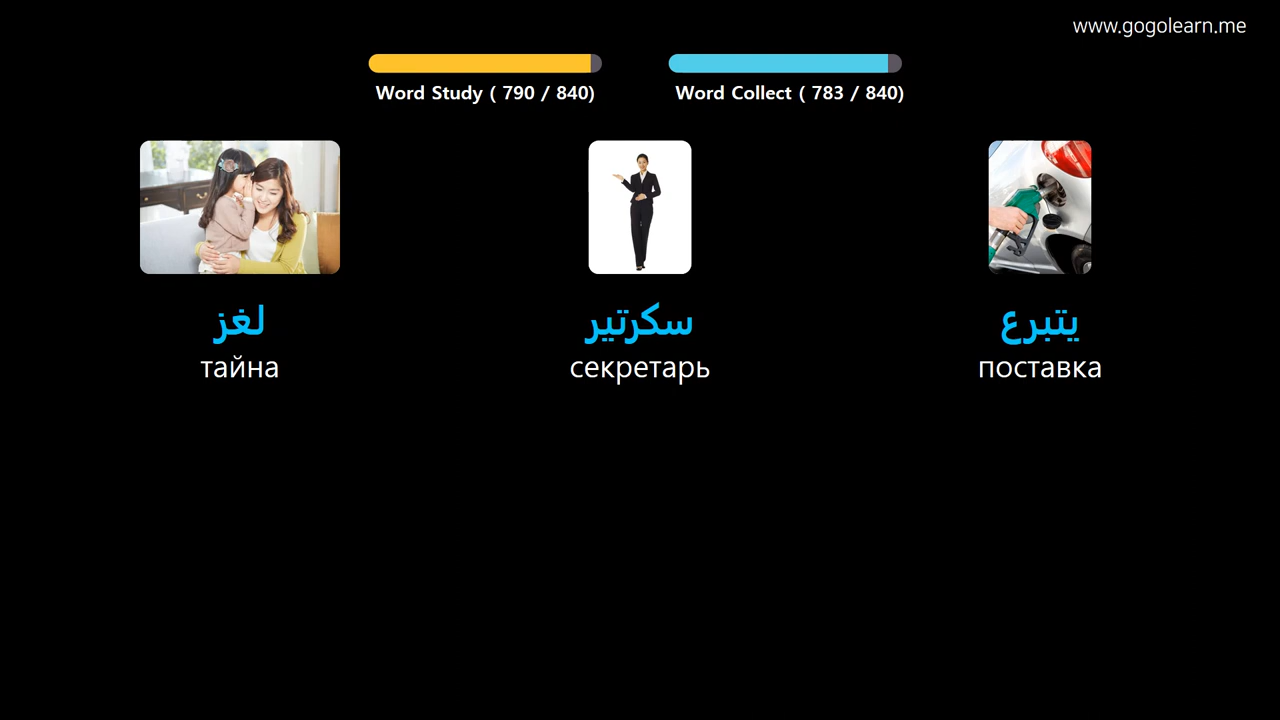 www.gogolearn.me
Word Study ( 790 / 840)
Word Collect ( 783 / 840)
لغز
тайна
سكرتير
секретарь
يتبرع
поставка